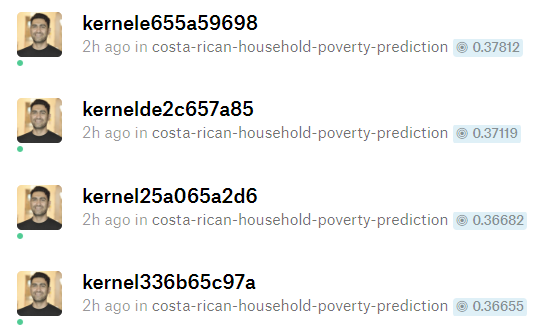 kernele655a59698
2h ago in costa-rican-household-poverty-prediction 0.37812
kernelde2c657a85
2h ago in costa-rican-household-poverty-prediction 0.37119
kernel25a065a2d6
2h ago in costa-rican-household-poverty-prediction 0.36682
kernel336b65c97a
2h ago in costa-rican-household-poverty-prediction 0.36655